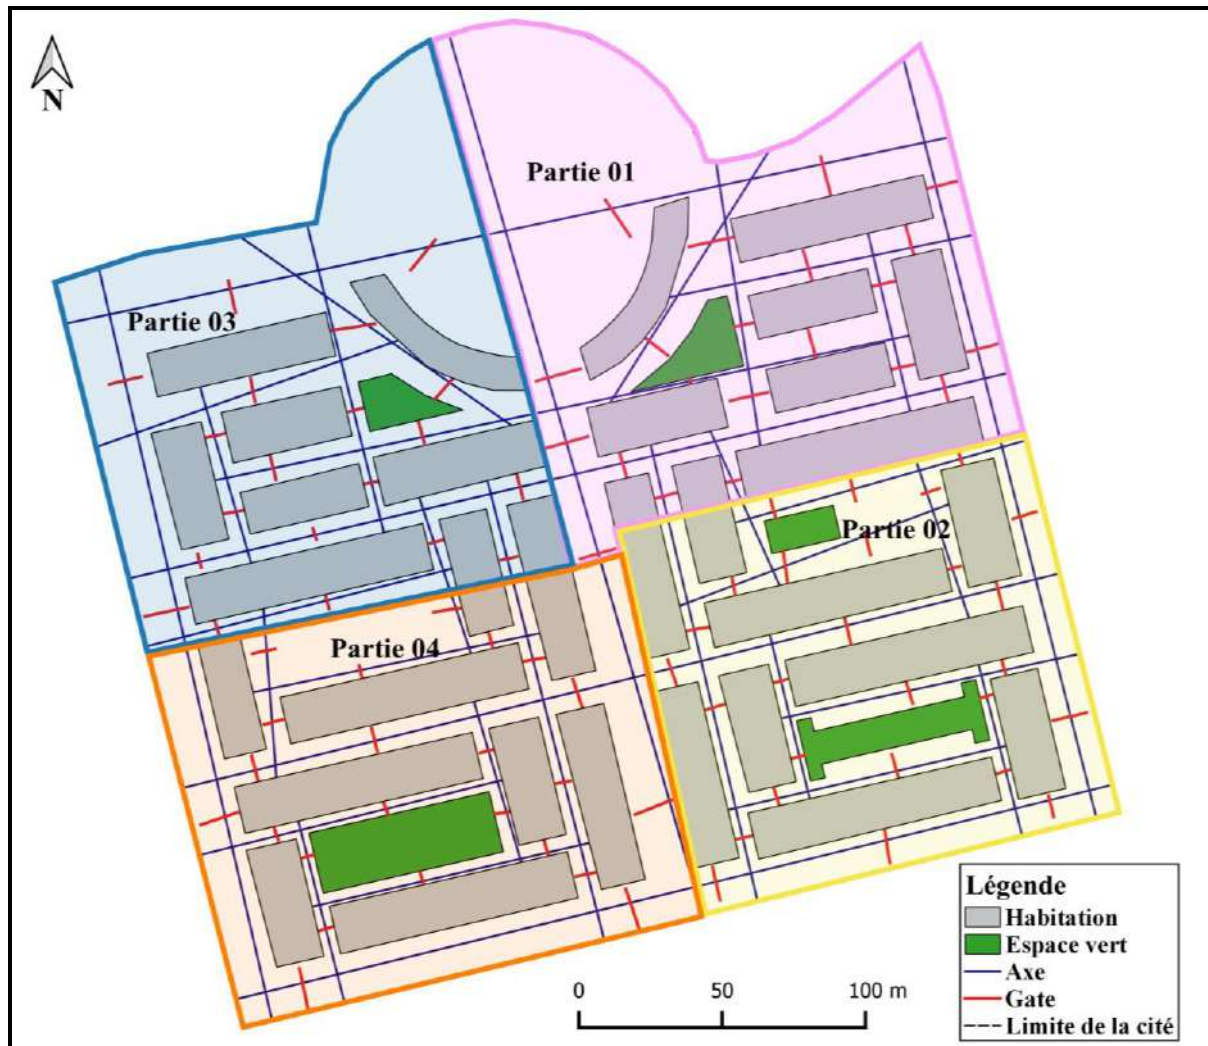 N
Partie 01
Partie 03
Partie 02
Partie 04
Légende
Habitation
Espace vert
Axe
Gate
Limite de la cité
0 50 100 m